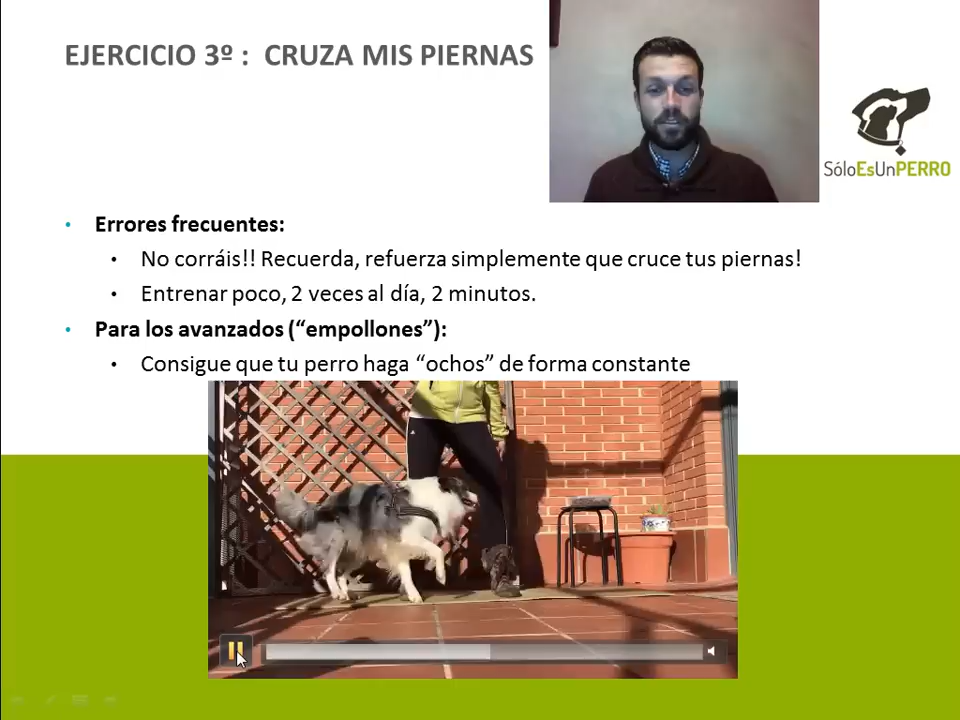 EJERCICIO 3º : CRUZA MIS PIERNAS
SóloEsUnPERRO
• Errores frecuentes:
• No corráis!! Recuerda, refuerza simplemente que cruce tus piernas!
• Entrenar poco, 2 veces al día, 2 minutos.
• Para los avanzados (“empollones”):
• Consigue que tu perro haga “ochos” de forma constante